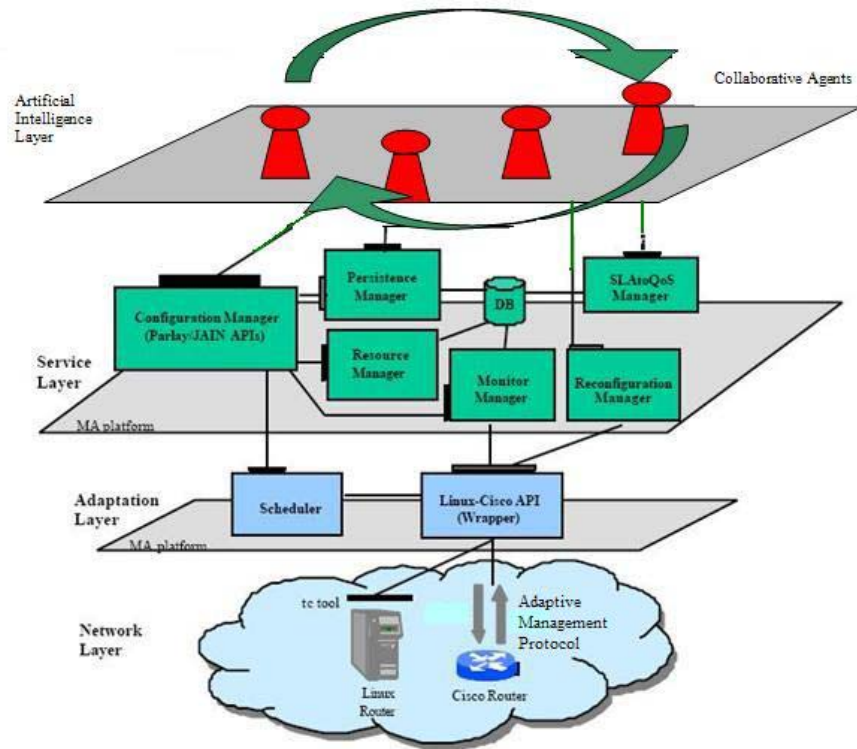 Artificial
Intelligence
Layer
Collaborative Agents
Persistence
Manager
DB
SLAtoQoS
Manager
Configuration Manager
(Parlay/JAIN APIs)
Resource
Manager
Monitor
Manager
Reconfiguration
Manager
Service
Layer
MA platform
Adaptation
Layer
Scheduler
Linux-Cisco API
(Wrapper)
MA platform
tc tool
Adaptive
Management
Protocol
Network
Layer
Linux
Router
Cisco Router